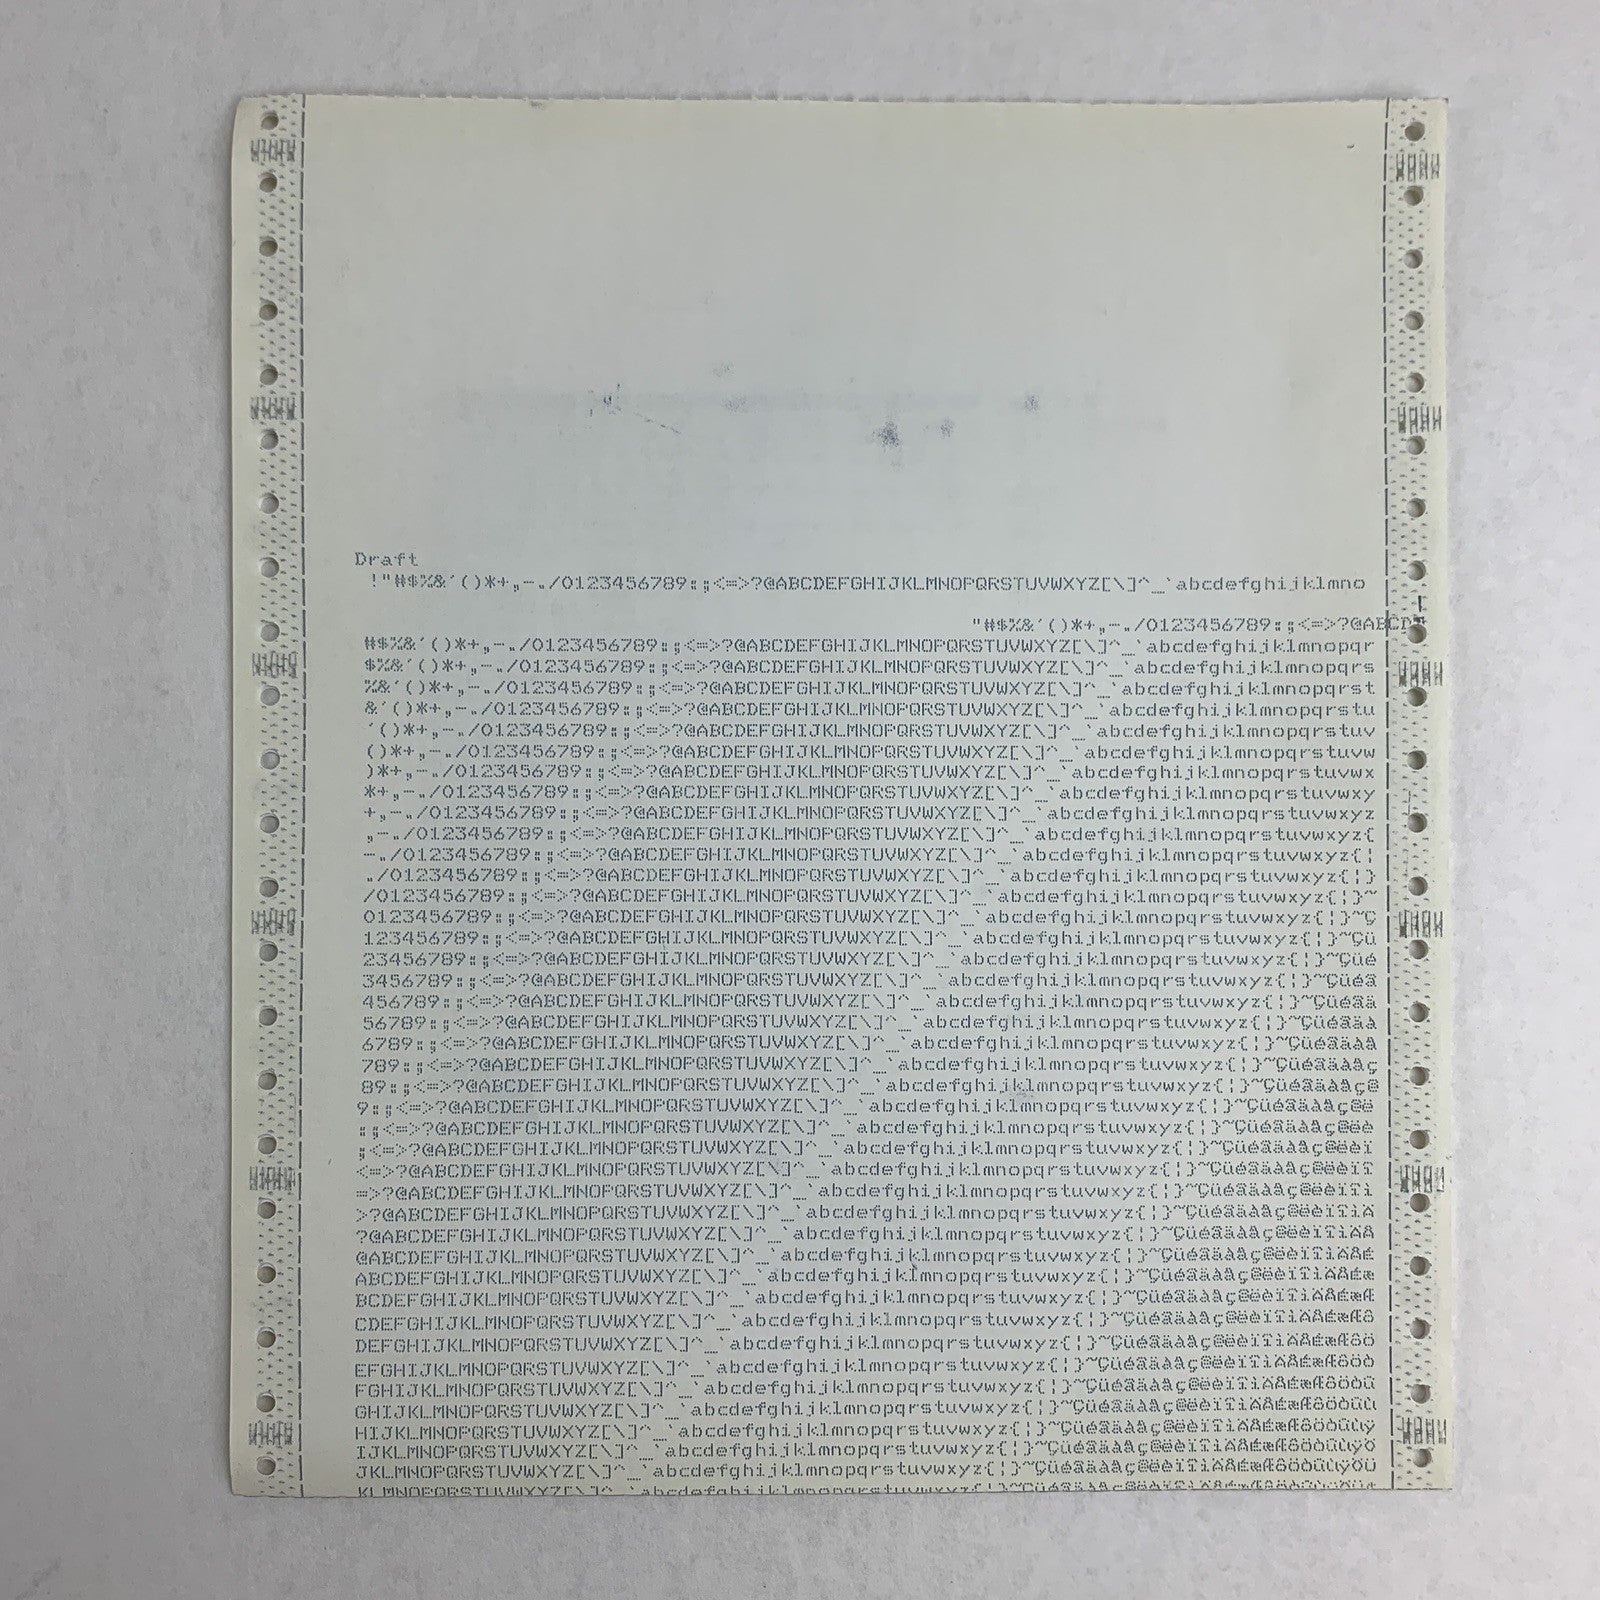 Draft
!"#$%&´()*+,-./0123456789:;<=>?@ABCDEFGHIJKLMNOPQRSTUVWXYZ[\]^_`abcdefghijklmno
"#$%&´()*+,-./0123456789:;<=>?@ABCD
#$%&´()*+,-./0123456789:;<=>?@ABCDEFGHIJKLMNOPQRSTUVWXYZ[\]^_`abcdefghijklmnopqr
$%&´()*+,-./0123456789:;<=>?@ABCDEFGHIJKLMNOPQRSTUVWXYZ[\]^_`abcdefghijklmnopqrs
%&´()*+,-./0123456789:;<=>?@ABCDEFGHIJKLMNOPQRSTUVWXYZ[\]^_`abcdefghijklmnopqrst
&´()*+,-./0123456789:;<=>?@ABCDEFGHIJKLMNOPQRSTUVWXYZ[\]^_`abcdefghijklmnopqrstu
´()*+,-./0123456789:;<=>?@ABCDEFGHIJKLMNOPQRSTUVWXYZ[\]^_`abcdefghijklmnopqrstuv
()*+,-./0123456789:;<=>?@ABCDEFGHIJKLMNOPQRSTUVWXYZ[\]^_`abcdefghijklmnopqrstuvw
)*+,-./0123456789:;<=>?@ABCDEFGHIJKLMNOPQRSTUVWXYZ[\]^_`abcdefghijklmnopqrstuvwx
*+,-./0123456789:;<=>?@ABCDEFGHIJKLMNOPQRSTUVWXYZ[\]^_`abcdefghijklmnopqrstuvwxy
+,-./0123456789:;<=>?@ABCDEFGHIJKLMNOPQRSTUVWXYZ[\]^_`abcdefghijklmnopqrstuvwxyz
,-./0123456789:;<=>?@ABCDEFGHIJKLMNOPQRSTUVWXYZ[\]^_`abcdefghijklmnopqrstuvwxyz{
-./0123456789:;<=>?@ABCDEFGHIJKLMNOPQRSTUVWXYZ[\]^_`abcdefghijklmnopqrstuvwxyz{¦
./0123456789:;<=>?@ABCDEFGHIJKLMNOPQRSTUVWXYZ[\]^_`abcdefghijklmnopqrstuvwxyz{¦}
/0123456789:;<=>?@ABCDEFGHIJKLMNOPQRSTUVWXYZ[\]^_`abcdefghijklmnopqrstuvwxyz{¦}~
0123456789:;<=>?@ABCDEFGHIJKLMNOPQRSTUVWXYZ[\]^_`abcdefghijklmnopqrstuvwxyz{¦}~Ç
123456789:;<=>?@ABCDEFGHIJKLMNOPQRSTUVWXYZ[\]^_`abcdefghijklmnopqrstuvwxyz{¦}~Çü
23456789:;<=>?@ABCDEFGHIJKLMNOPQRSTUVWXYZ[\]^_`abcdefghijklmnopqrstuvwxyz{¦}~Çüé
3456789:;<=>?@ABCDEFGHIJKLMNOPQRSTUVWXYZ[\]^_`abcdefghijklmnopqrstuvwxyz{¦}~Çüéâ
456789:;<=>?@ABCDEFGHIJKLMNOPQRSTUVWXYZ[\]^_`abcdefghijklmnopqrstuvwxyz{¦}~Çüéâä
56789:;<=>?@ABCDEFGHIJKLMNOPQRSTUVWXYZ[\]^_`abcdefghijklmnopqrstuvwxyz{¦}~Çüéâäà
6789:;<=>?@ABCDEFGHIJKLMNOPQRSTUVWXYZ[\]^_`abcdefghijklmnopqrstuvwxyz{¦}~Çüéâäàå
789:;<=>?@ABCDEFGHIJKLMNOPQRSTUVWXYZ[\]^_`abcdefghijklmnopqrstuvwxyz{¦}~Çüéâäàåç
89:;<=>?@ABCDEFGHIJKLMNOPQRSTUVWXYZ[\]^_`abcdefghijklmnopqrstuvwxyz{¦}~Çüéâäàåçê
9:;<=>?@ABCDEFGHIJKLMNOPQRSTUVWXYZ[\]^_`abcdefghijklmnopqrstuvwxyz{¦}~Çüéâäàåçêë
:;<=>?@ABCDEFGHIJKLMNOPQRSTUVWXYZ[\]^_`abcdefghijklmnopqrstuvwxyz{¦}~Çüéâäàåçêëè
;<=>?@ABCDEFGHIJKLMNOPQRSTUVWXYZ[\]^_`abcdefghijklmnopqrstuvwxyz{¦}~Çüéâäàåçêëèï
<=>?@ABCDEFGHIJKLMNOPQRSTUVWXYZ[\]^_`abcdefghijklmnopqrstuvwxyz{¦}~Çüéâäàåçêëèïî
=>?@ABCDEFGHIJKLMNOPQRSTUVWXYZ[\]^_`abcdefghijklmnopqrstuvwxyz{¦}~Çüéâäàåçêëèïîì
>?@ABCDEFGHIJKLMNOPQRSTUVWXYZ[\]^_`abcdefghijklmnopqrstuvwxyz{¦}~ÇüéâäàåçêëèïîìÄ
?@ABCDEFGHIJKLMNOPQRSTUVWXYZ[\]^_`abcdefghijklmnopqrstuvwxyz{¦}~ÇüéâäàåçêëèïîìÄÅ
@ABCDEFGHIJKLMNOPQRSTUVWXYZ[\]^_`abcdefghijklmnopqrstuvwxyz{¦}~ÇüéâäàåçêëèïîìÄÅÉ
ABCDEFGHIJKLMNOPQRSTUVWXYZ[\]^_`abcdefghijklmnopqrstuvwxyz{¦}~ÇüéâäàåçêëèïîìÄÅÉæ
BCDEFGHIJKLMNOPQRSTUVWXYZ[\]^_`abcdefghijklmnopqrstuvwxyz{¦}~ÇüéâäàåçêëèïîìÄÅÉæÆ
CDEFGHIJKLMNOPQRSTUVWXYZ[\]^_`abcdefghijklmnopqrstuvwxyz{¦}~ÇüéâäàåçêëèïîìÄÅÉæÆô
DEFGHIJKLMNOPQRSTUVWXYZ[\]^_`abcdefghijklmnopqrstuvwxyz{¦}~ÇüéâäàåçêëèïîìÄÅÉæÆôö
EFGHIJKLMNOPQRSTUVWXYZ[\]^_`abcdefghijklmnopqrstuvwxyz{¦}~ÇüéâäàåçêëèïîìÄÅÉæÆôöò
FGHIJKLMNOPQRSTUVWXYZ[\]^_`abcdefghijklmnopqrstuvwxyz{¦}~ÇüéâäàåçêëèïîìÄÅÉæÆôöòû
GHIJKLMNOPQRSTUVWXYZ[\]^_`abcdefghijklmnopqrstuvwxyz{¦}~ÇüéâäàåçêëèïîìÄÅÉæÆôöòûù
HIJKLMNOPQRSTUVWXYZ[\]^_`abcdefghijklmnopqrstuvwxyz{¦}~ÇüéâäàåçêëèïîìÄÅÉæÆôöòûùÿ
IJKLMNOPQRSTUVWXYZ[\]^_`abcdefghijklmnopqrstuvwxyz{¦}~ÇüéâäàåçêëèïîìÄÅÉæÆôöòûùÿÖ
JKLMNOPQRSTUVWXYZ[\]^_`abcdefghijklmnopqrstuvwxyz{¦}~ÇüéâäàåçêëèïîìÄÅÉæÆôöòûùÿÖÜ